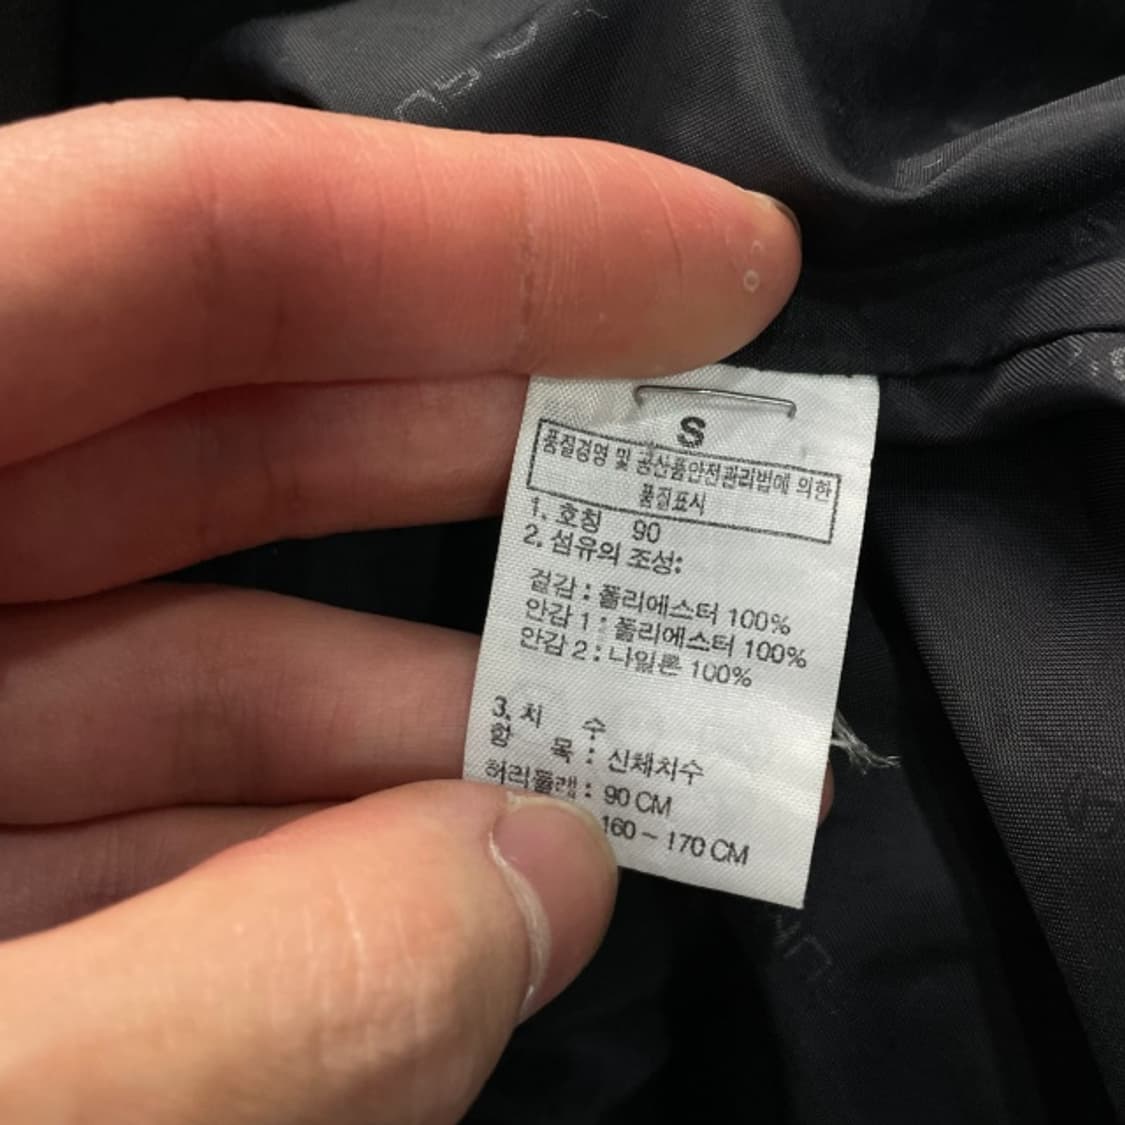 S
품질경영 및 공산품안전관리법에 의한
품질표시
1. 호칭 90
2. 섬유의 조성:
겉감 : 폴리에스터 100%
안감 1 : 폴리에스터 100%
안감 2 : 나일론 100%
3. 치 수
항 목 : 신체치수
허리둘레 : 90 CM
160 ~ 170 CM